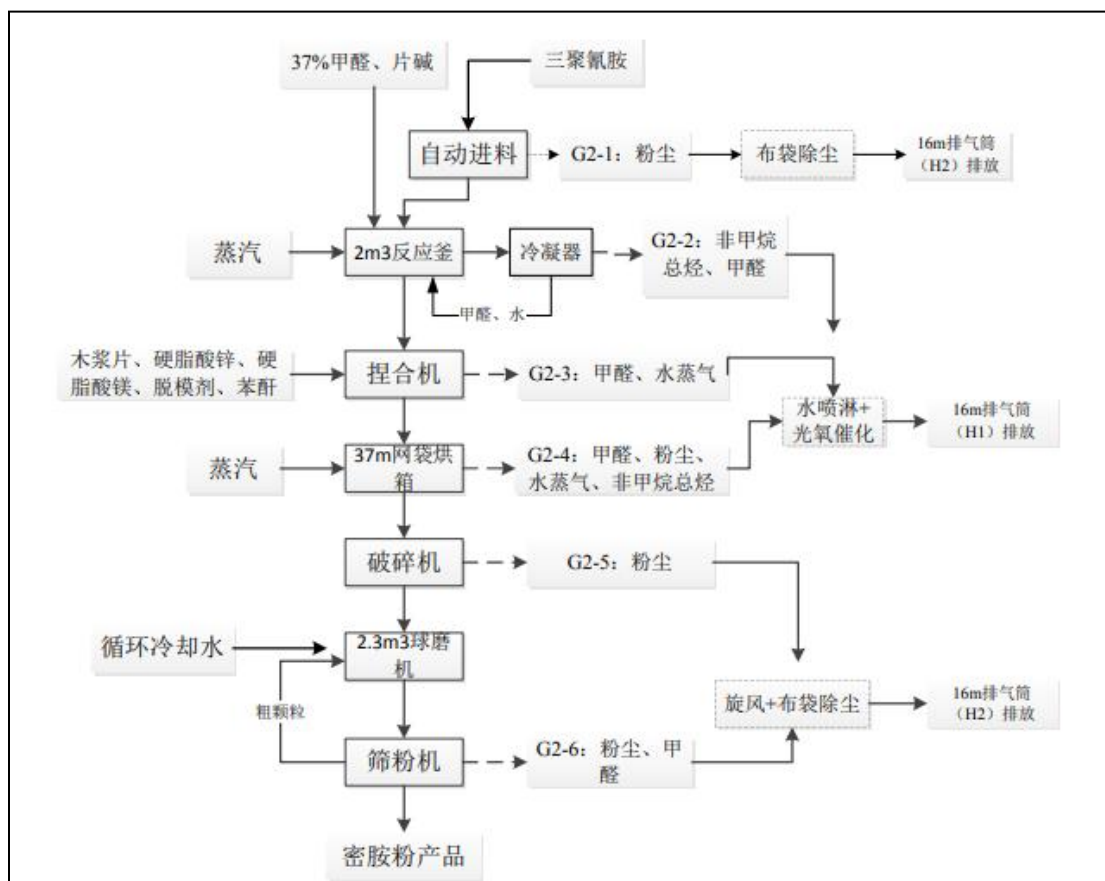 37%甲醛、片碱
三聚氰胺
自动进料
G2-1：粉尘
布袋除尘
16m排气筒
（H2）排放
蒸汽
2m3反应釜
冷凝器
G2-2：非甲烷
总烃、甲醛
甲醛、水
木浆片、硬脂酸锌、硬
脂酸镁、脱模剂、苯酐
捏合机
G2-3：甲醛、水蒸气
水喷淋+
光氧催化
16m排气筒
（H1）排放
蒸汽
37m网袋烘
箱
G2-4：甲醛、粉尘、
水蒸气、非甲烷总烃
破碎机
G2-5：粉尘
循环冷却水
2.3m3球磨
机
粗颗粒
旋风+布袋除尘
16m排气筒
（H2）排放
筛粉机
G2-6：粉尘、甲
醛
密胺粉产品